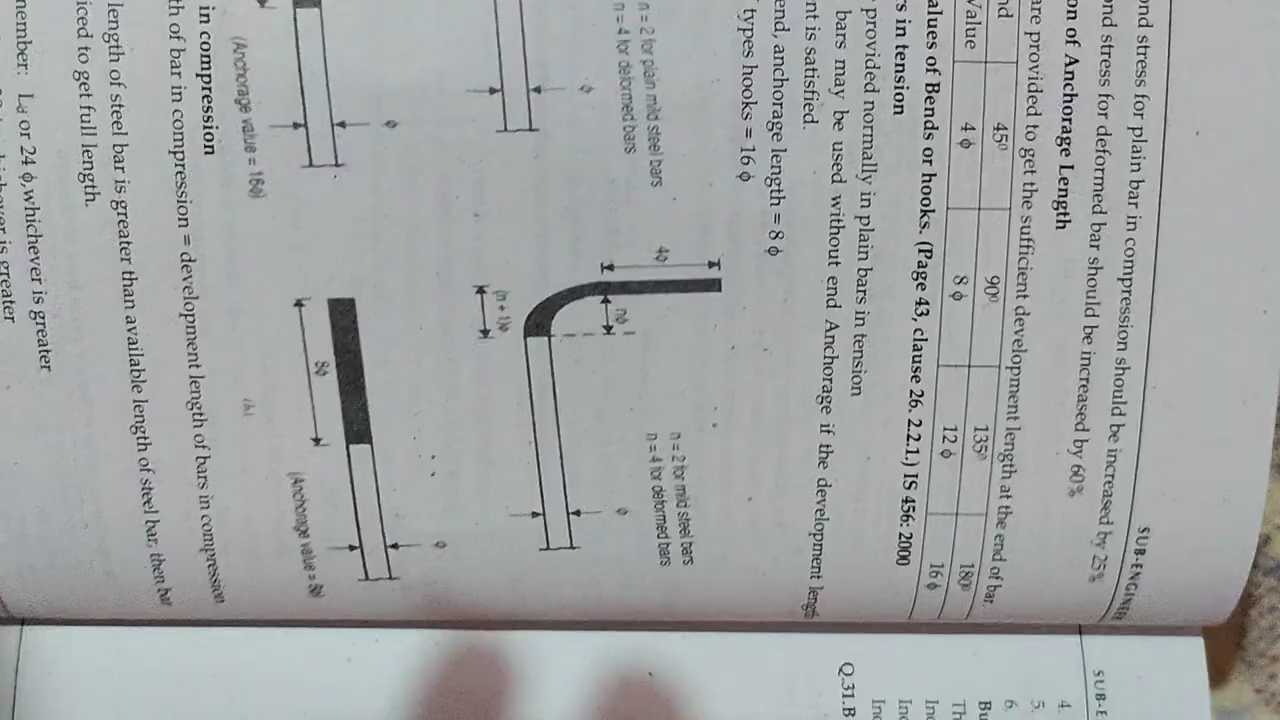 SUB-ENGINEER
ond stress for plain bar in compression should be increased by 25%
ond stress for deformed bar should be increased by 60%
on of Anchorage Length
are provided to get the sufficient development length at the end of bar.
nd 45⁰ 90⁰ 135⁰ 180⁰
Value 4 ϕ 8 ϕ 12 ϕ 16 ϕ
alues of Bends or hooks. (Page 43, clause 26. 2.2.1.) IS 456: 2000
rs in tension
provided normally in plain bars in tension
bars may be used without end Anchorage if the development length
nt is satisfied.
end, anchorage length = 8 ϕ
types hooks = 16 ϕ
n = 2 for plain mild steel bars
n = 4 for deformed bars
ϕ
4ϕ
nϕ
(n + 1)ϕ
n = 2 for mild steel bars
n = 4 for deformed bars
ϕ
ϕ
(Anchorage value = 16ϕ)
8ϕ
(b)
ϕ
(Anchorage value = 8ϕ)
in compression
th of bar in compression = development length of bars in compression
length of steel bar is greater than available length of steel bar, then bar
iced to get full length.
member: Ld or 24 ϕ, whichever is greater
whichever is greater
SUB-E
4.
5.
6.
Bu
Th
Inc
Inc
Inc
Q.31.B